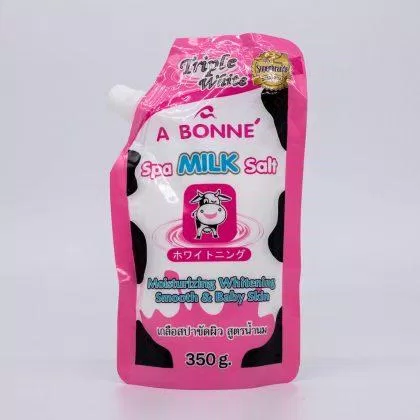 Triple
White
A BONNÉ
Spa MILK Salt
ホワイトニング
Moisturizing Whitening
Smooth & Baby Skin
เกลือสปาขัดผิว สูตรน้ำนม
350 g.